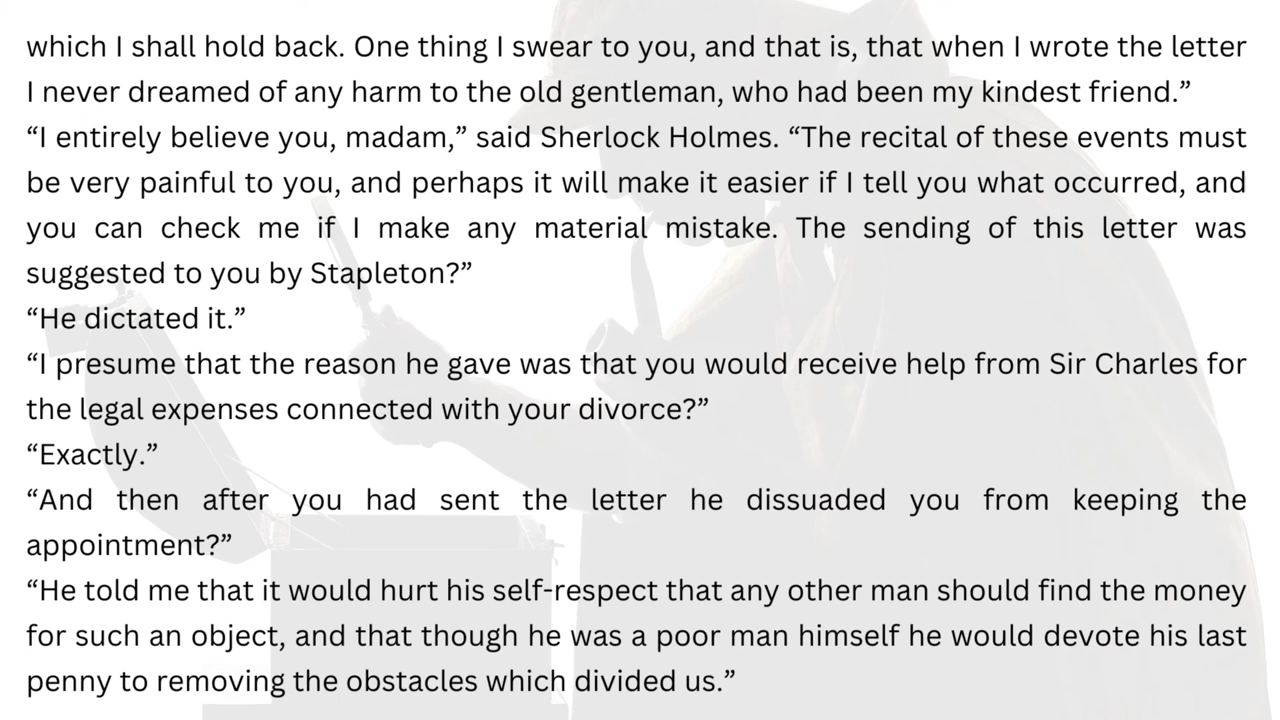 which I shall hold back. One thing I swear to you, and that is, that when I wrote the letter
I never dreamed of any harm to the old gentleman, who had been my kindest friend.”
“I entirely believe you, madam,” said Sherlock Holmes. “The recital of these events must
be very painful to you, and perhaps it will make it easier if I tell you what occurred, and
you can check me if I make any material mistake. The sending of this letter was
suggested to you by Stapleton?”
“He dictated it.”
“I presume that the reason he gave was that you would receive help from Sir Charles for
the legal expenses connected with your divorce?”
“Exactly.”
“And then after you had sent the letter he dissuaded you from keeping the
appointment?”
“He told me that it would hurt his self-respect that any other man should find the money
for such an object, and that though he was a poor man himself he would devote his last
penny to removing the obstacles which divided us.”